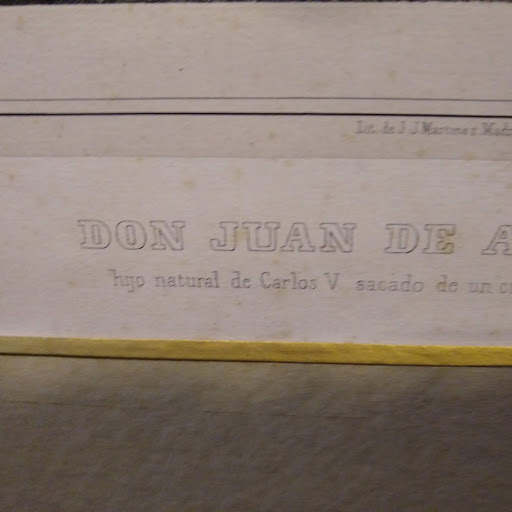 Lit. de J. J. Martinez. Madr
DON JUAN DE A
hijo natural de Carlos V sacado de un c